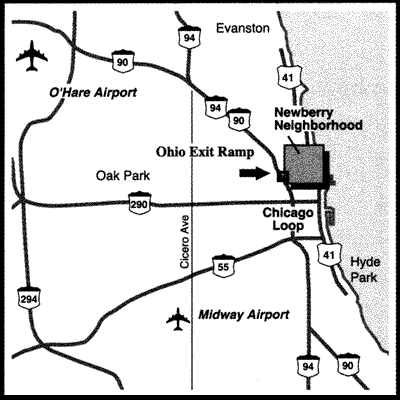 94
Evanston
90
41
O'Hare Airport
94
90
Newberry
Neighborhood
Ohio Exit Ramp
Oak Park
290
Chicago
Loop
Cicero Ave
55
41
Hyde
Park
294
Midway Airport
94
90